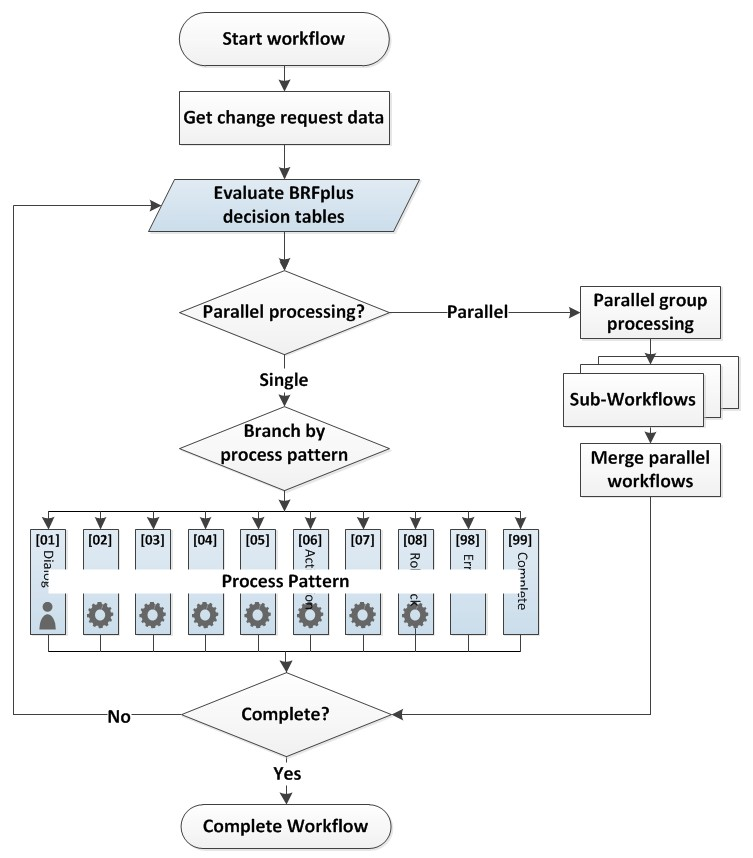 Start workflow
Get change request data
Evaluate BRFplus
decision tables
Parallel processing?
Parallel
Parallel group
processing
Single
Sub-Workflows
Branch by
process pattern
Merge parallel
workflows
[01] [02] [03] [04] [05] [06] [07] [08] [98] [99]
Complete
Process Pattern
Complete?
No
Yes
Complete Workflow